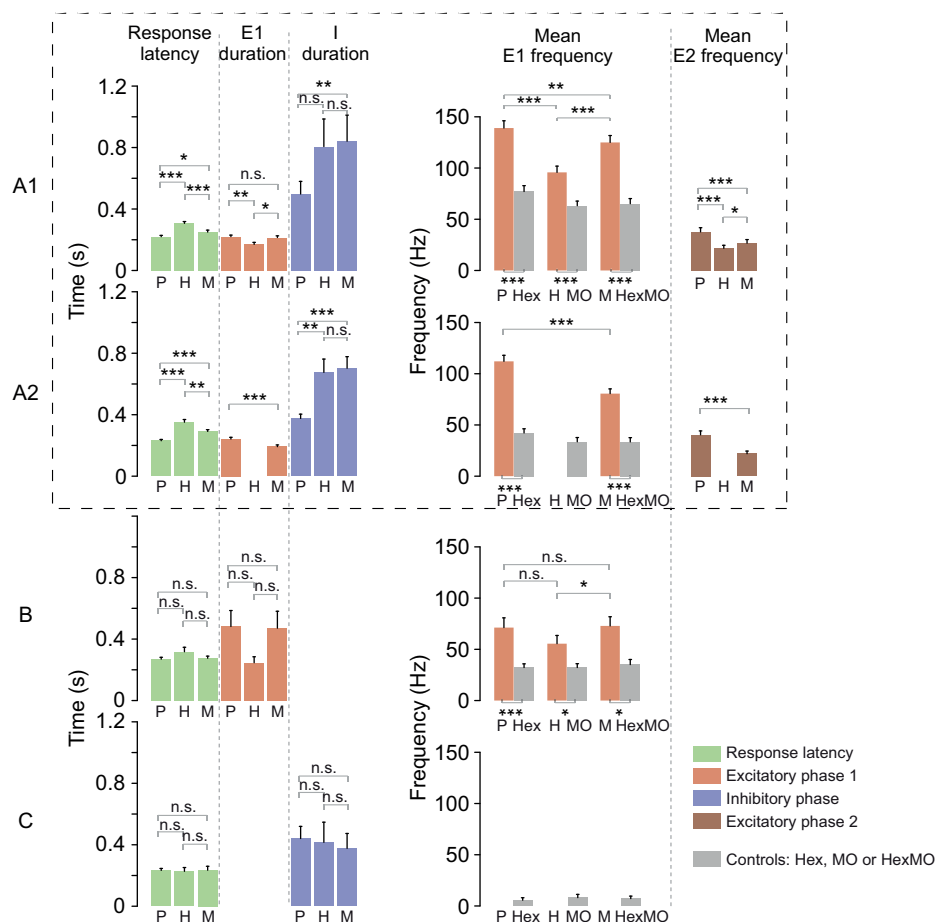 Response latency
E1 duration
I duration
Mean E1 frequency
Mean E2 frequency
A1
Time (s)
1.2
0.8
0.4
0
*
***
***
P H M
n.s.
**
*
P H M
**
n.s.
n.s.
P H M
Frequency (Hz)
150
100
50
0
**
***
***
***
***
***
P Hex H MO M HexMO
***
***
*
P H M
A2
1.2
0.8
0.4
0
***
***
**
P H M
***
P H M
***
**
n.s.
P H M
150
100
50
0
***
***
***
P Hex H MO M HexMO
***
P H M
B
Time (s)
0.8
0.4
0
n.s.
n.s.
n.s.
P H M
n.s.
n.s.
n.s.
P H M
Frequency (Hz)
150
100
50
0
n.s.
n.s.
*
***
*
*
P Hex H MO M HexMO
C
1.2
0.8
0.4
0
n.s.
n.s.
n.s.
P H M
n.s.
n.s.
n.s.
P H M
150
100
50
0
P Hex H MO M HexMO
Response latency
Excitatory phase 1
Inhibitory phase
Excitatory phase 2
Controls: Hex, MO or HexMO